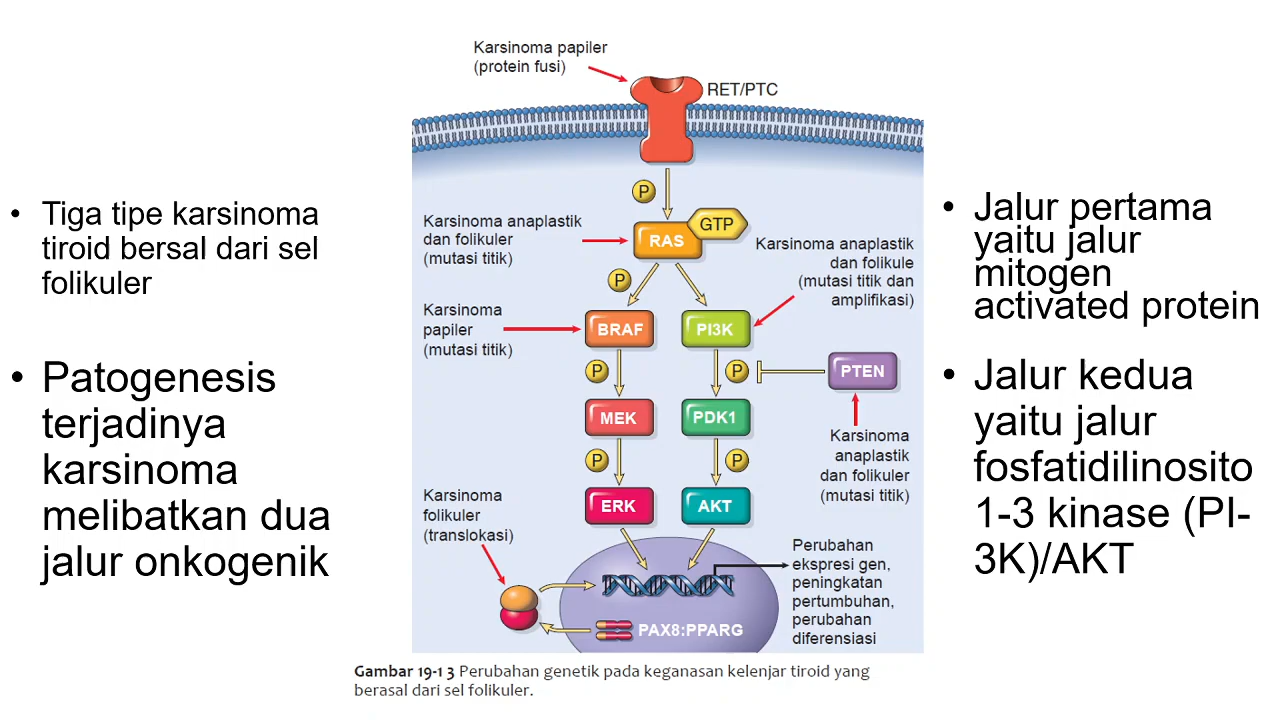 • Tiga tipe karsinoma
tiroid bersal dari sel
folikuler
• Patogenesis
terjadinya
karsinoma
melibatkan dua
jalur onkogenik
Karsinoma papiler
(protein fusi)
RET/PTC
P
Karsinoma anaplastik
dan folikuler
(mutasi titik)
RAS
GTP
Karsinoma anaplastik
dan folikule
(mutasi titik dan
amplifikasi)
P
Karsinoma
papiler
(mutasi titik)
BRAF
PI3K
P
P
PTEN
MEK
PDK1
Karsinoma
anaplastik
dan folikuler
(mutasi titik)
P
P
Karsinoma
folikuler
(translokasi)
ERK
AKT
Perubahan
ekspresi gen,
peningkatan
pertumbuhan,
perubahan
diferensiasi
PAX8:PPARG
Gambar 19-1 3 Perubahan genetik pada keganasan kelenjar tiroid yang
berasal dari sel folikuler.
• Jalur pertama
yaitu jalur
mitogen
activated protein
• Jalur kedua
yaitu jalur
fosfatidilinosito
1-3 kinase (PI-
3K)/AKT